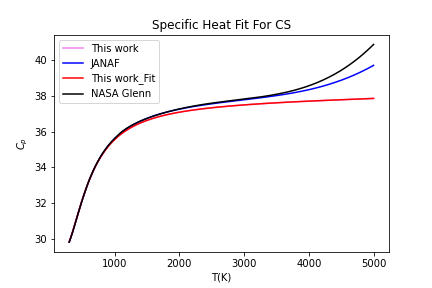 Specific Heat Fit For CS
This work
JANAF
This work_Fit
NASA Glenn
40
38
36
34
32
30
C_p
1000
2000
3000
4000
5000
T(K)